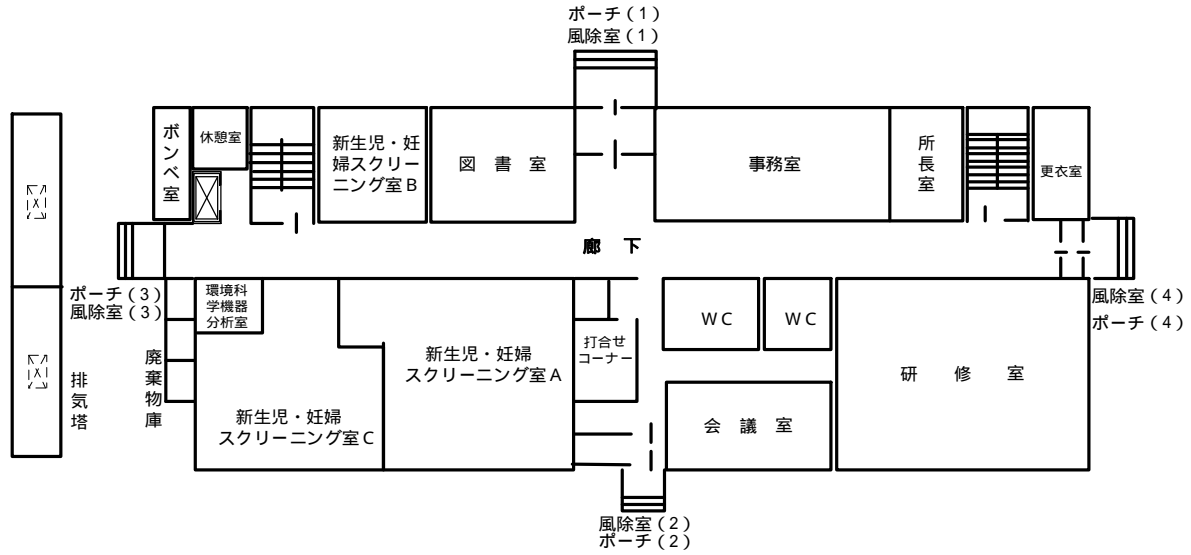 ポーチ(1)
風除室(1)
ボンベ室
休憩室
新生児・妊
婦スクリー
ニング室B
図書室
事務室
所長室
更衣室
廊下
ポーチ(3)
風除室(3)
環境科
学機器
分析室
風除室(4)
ポーチ(4)
WC
WC
打合せ
コーナー
新生児・妊婦
スクリーニング室A
研修室
排気塔
廃棄物庫
新生児・妊婦
スクリーニング室C
会議室
風除室(2)
ポーチ(2)